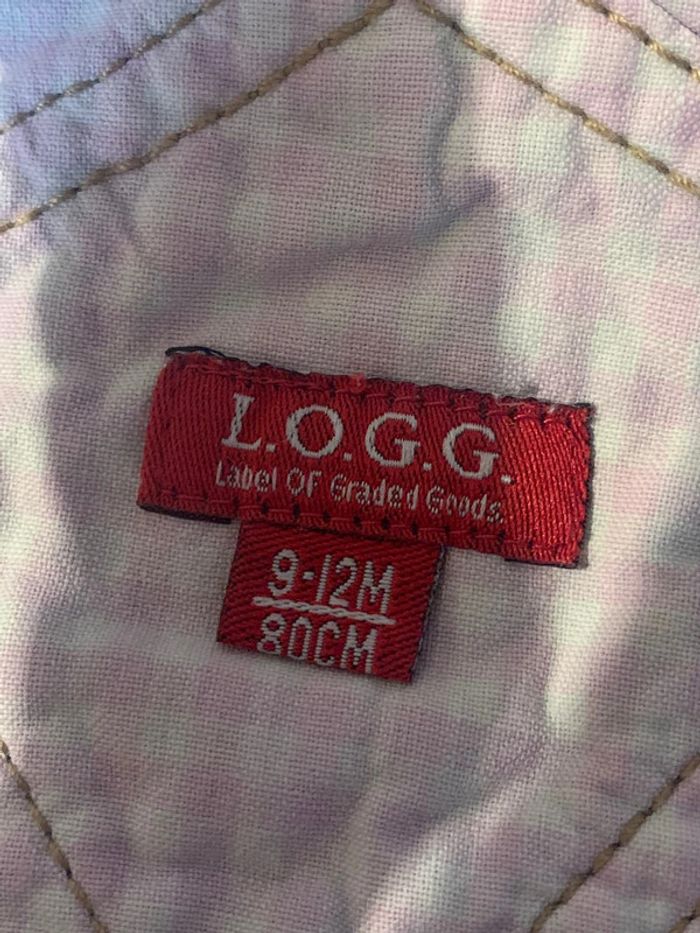 L.O.G.G.
Label OF Graded Goods.
9-12M
80CM